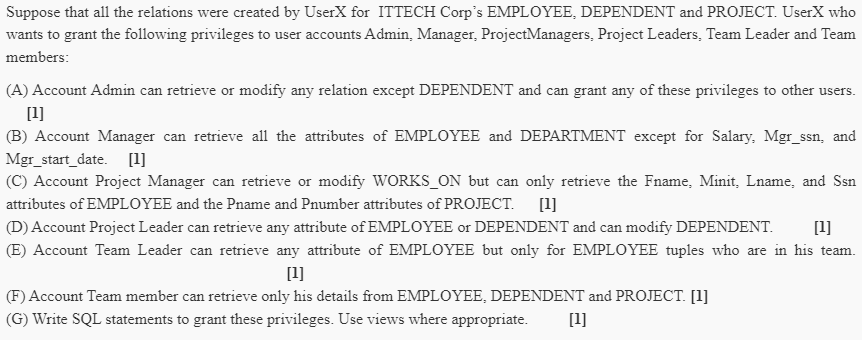 Suppose that all the relations were created by UserX for ITTECH Corp's EMPLOYEE, DEPENDENT and PROJECT. UserX who
wants to grant the following privileges to user accounts Admin, Manager, ProjectManagers, Project Leaders, Team Leader and Team
members:
(A) Account Admin can retrieve or modify any relation except DEPENDENT and can grant any of these privileges to other users.
[1]
(B) Account Manager can retrieve all the attributes of EMPLOYEE and DEPARTMENT except for Salary, Mgr_ssn, and
Mgr_start_date. [1]
(C) Account Project Manager can retrieve or modify WORKS_ON but can only retrieve the Fname, Minit, Lname, and Ssn
attributes of EMPLOYEE and the Pname and Pnumber attributes of PROJECT. [1]
(D) Account Project Leader can retrieve any attribute of EMPLOYEE or DEPENDENT and can modify DEPENDENT. [1]
(E) Account Team Leader can retrieve any attribute of EMPLOYEE but only for EMPLOYEE tuples who are in his team.
[1]
(F) Account Team member can retrieve only his details from EMPLOYEE, DEPENDENT and PROJECT. [1]
(G) Write SQL statements to grant these privileges. Use views where appropriate. [1]